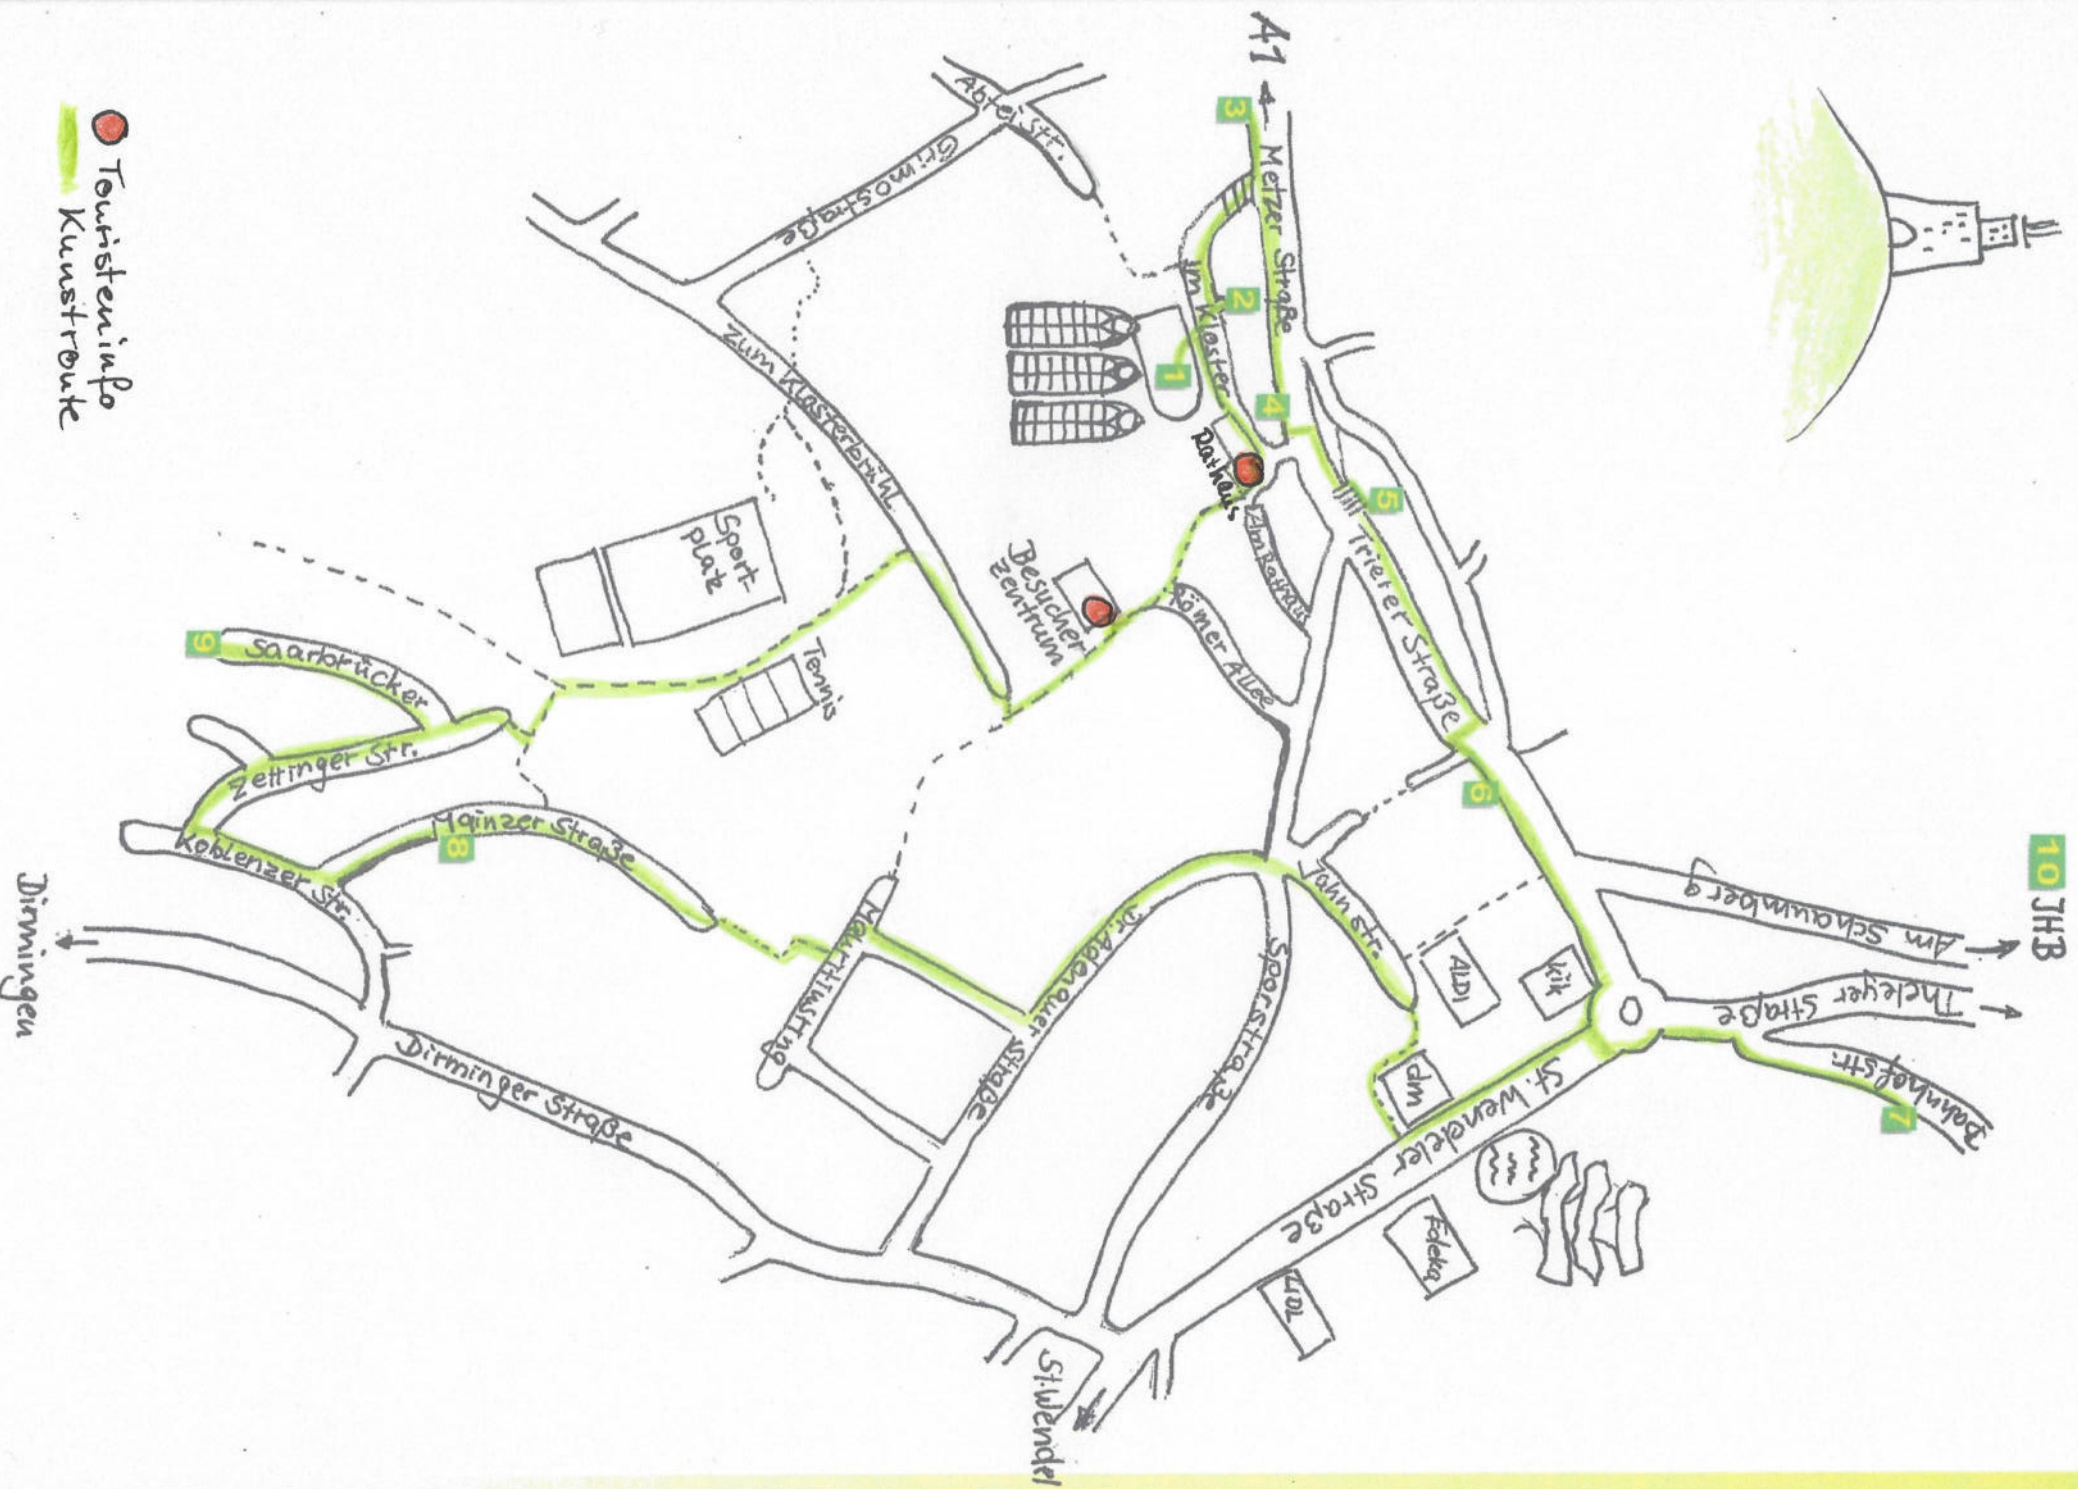 10 JHB
Am Schaumberg
Theleyer
Straße
Bahnhofstr.
7
A1
3
Metzer Straße
2
Im Kloster
1
4
Rathaus
5
Am Rathaus
Trierer Straße
Römer Allee
6
Besucher
zentrum
Abteistr.
Grimostraße
Zum Klosterbrühl
Sport-
platz
Tennis
Jahnstr.
ALDI
kik
dm
St. Wendeler Straße
Edeka
LIDL
Sporstraße
Dr. Adenauer Straße
Mauritiusring
9
Saarbrücker
Zettinger Str.
Koblenzer Str.
Mainzer Straße
8
Dirminger Straße
Dirmingen
St. Wendel
Touristeninfo
Kunstroute